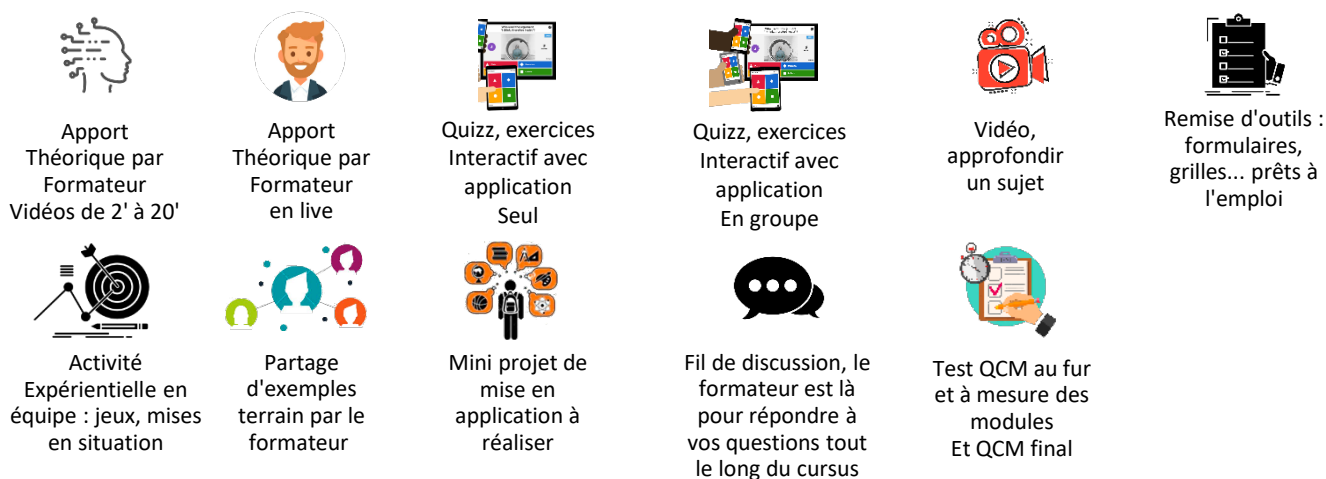 Apport
Théorique par
Formateur
Vidéos de 2' à 20'
Apport
Théorique par
Formateur
en live
Quizz, exercices
Interactif avec
application
Seul
Quizz, exercices
Interactif avec
application
En groupe
Vidéo,
approfondir
un sujet
Remise d'outils :
formulaires,
grilles... prêts à
l'emploi
Activité
Expérientielle en
équipe : jeux, mises
en situation
Partage
d'exemples
terrain par le
formateur
Mini projet de
mise en
application à
réaliser
Fil de discussion, le
formateur est là
pour répondre à
vos questions tout
le long du cursus
Test QCM au fur
et à mesure des
modules
Et QCM final